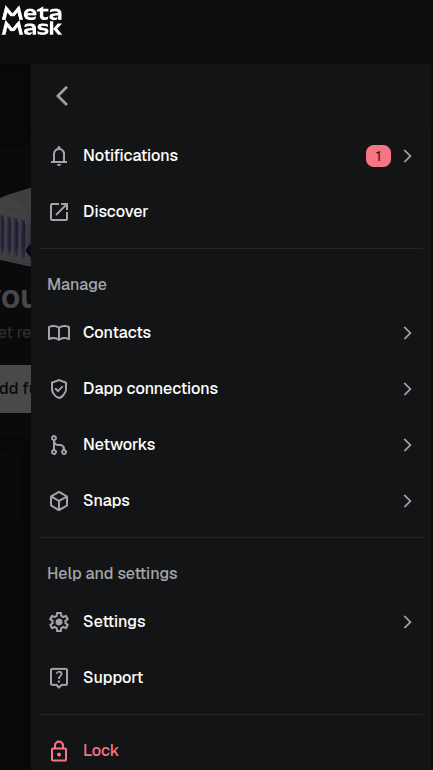 Meta
Mask
Notifications
1
Discover
Manage
Contacts
Dapp connections
Networks
Snaps
Help and settings
Settings
Support
Lock